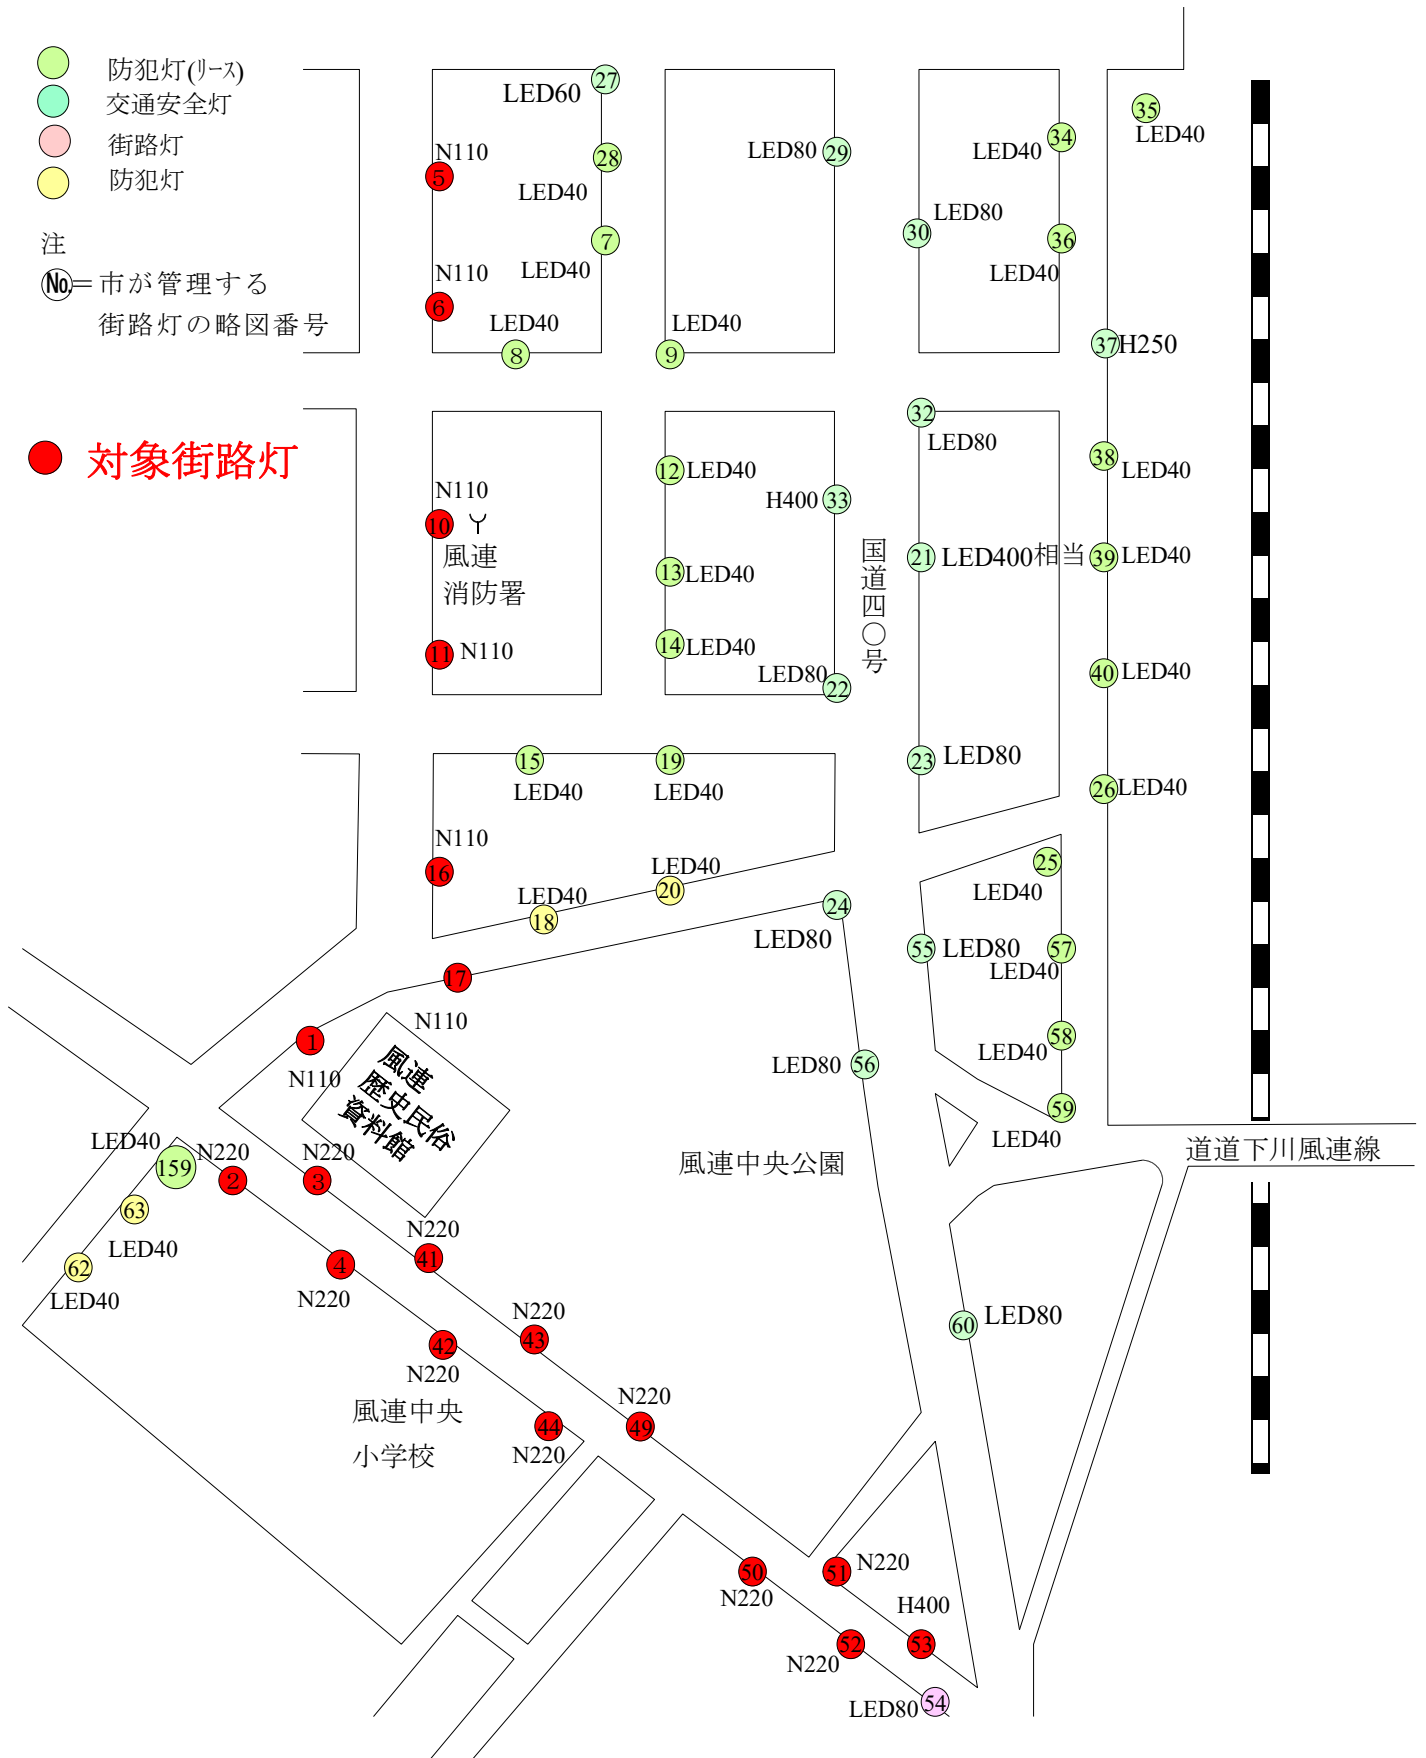 防犯灯(リース)
交通安全灯
街路灯
防犯灯
注
No.=市が管理する
街路灯の略図番号
対象街路灯
27
LED60
N110
5
28
LED40
7
LED40
N110
6
LED40
8
LED40
9
LED80
29
LED80
30
34
LED40
35
LED40
36
LED40
37
H250
32
LED80
12
LED40
H400
33
38
LED40
N110
10
風連
消防署
13
LED40
国道四〇号
21
LED400相当
39
LED40
11
N110
14
LED40
LED80
22
40
LED40
15
LED40
19
LED40
23
LED80
26
LED40
N110
16
LED40
18
LED40
20
24
LED80
25
LED40
55
LED80
57
LED40
17
N110
1
N110
風連
歴史民俗
資料館
LED80
56
58
LED40
59
LED40
道道下川風連線
風連中央公園
LED40
159
N220
2
N220
3
63
LED40
62
LED40
4
N220
N220
41
N220
43
42
N220
60
LED80
風連中央
小学校
44
N220
N220
49
50
N220
51
N220
H400
53
52
N220
LED80
54